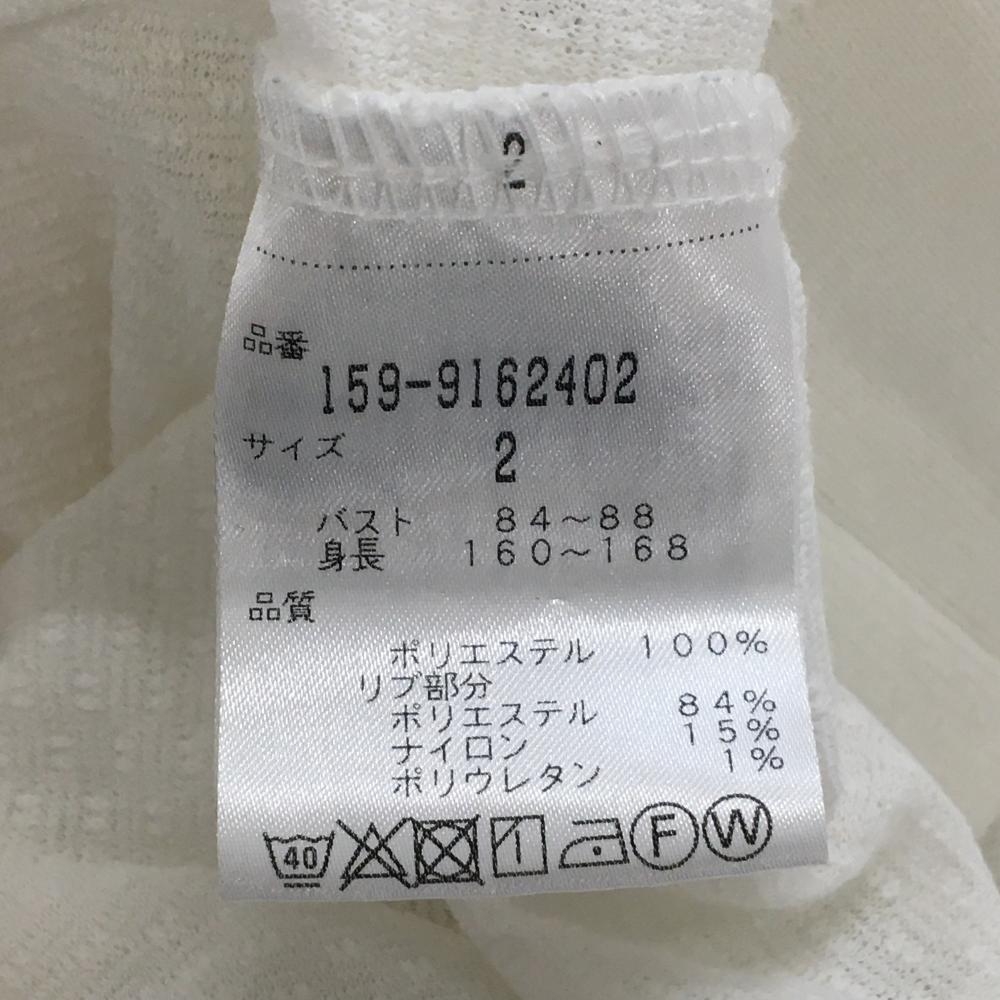 2
品番
159-9162402
サイズ 2
バスト 84～88
身長 160～168
品質
ポリエステル 100%
リブ部分
ポリエステル 84%
ナイロン 15%
ポリウレタン 1%
40 F W